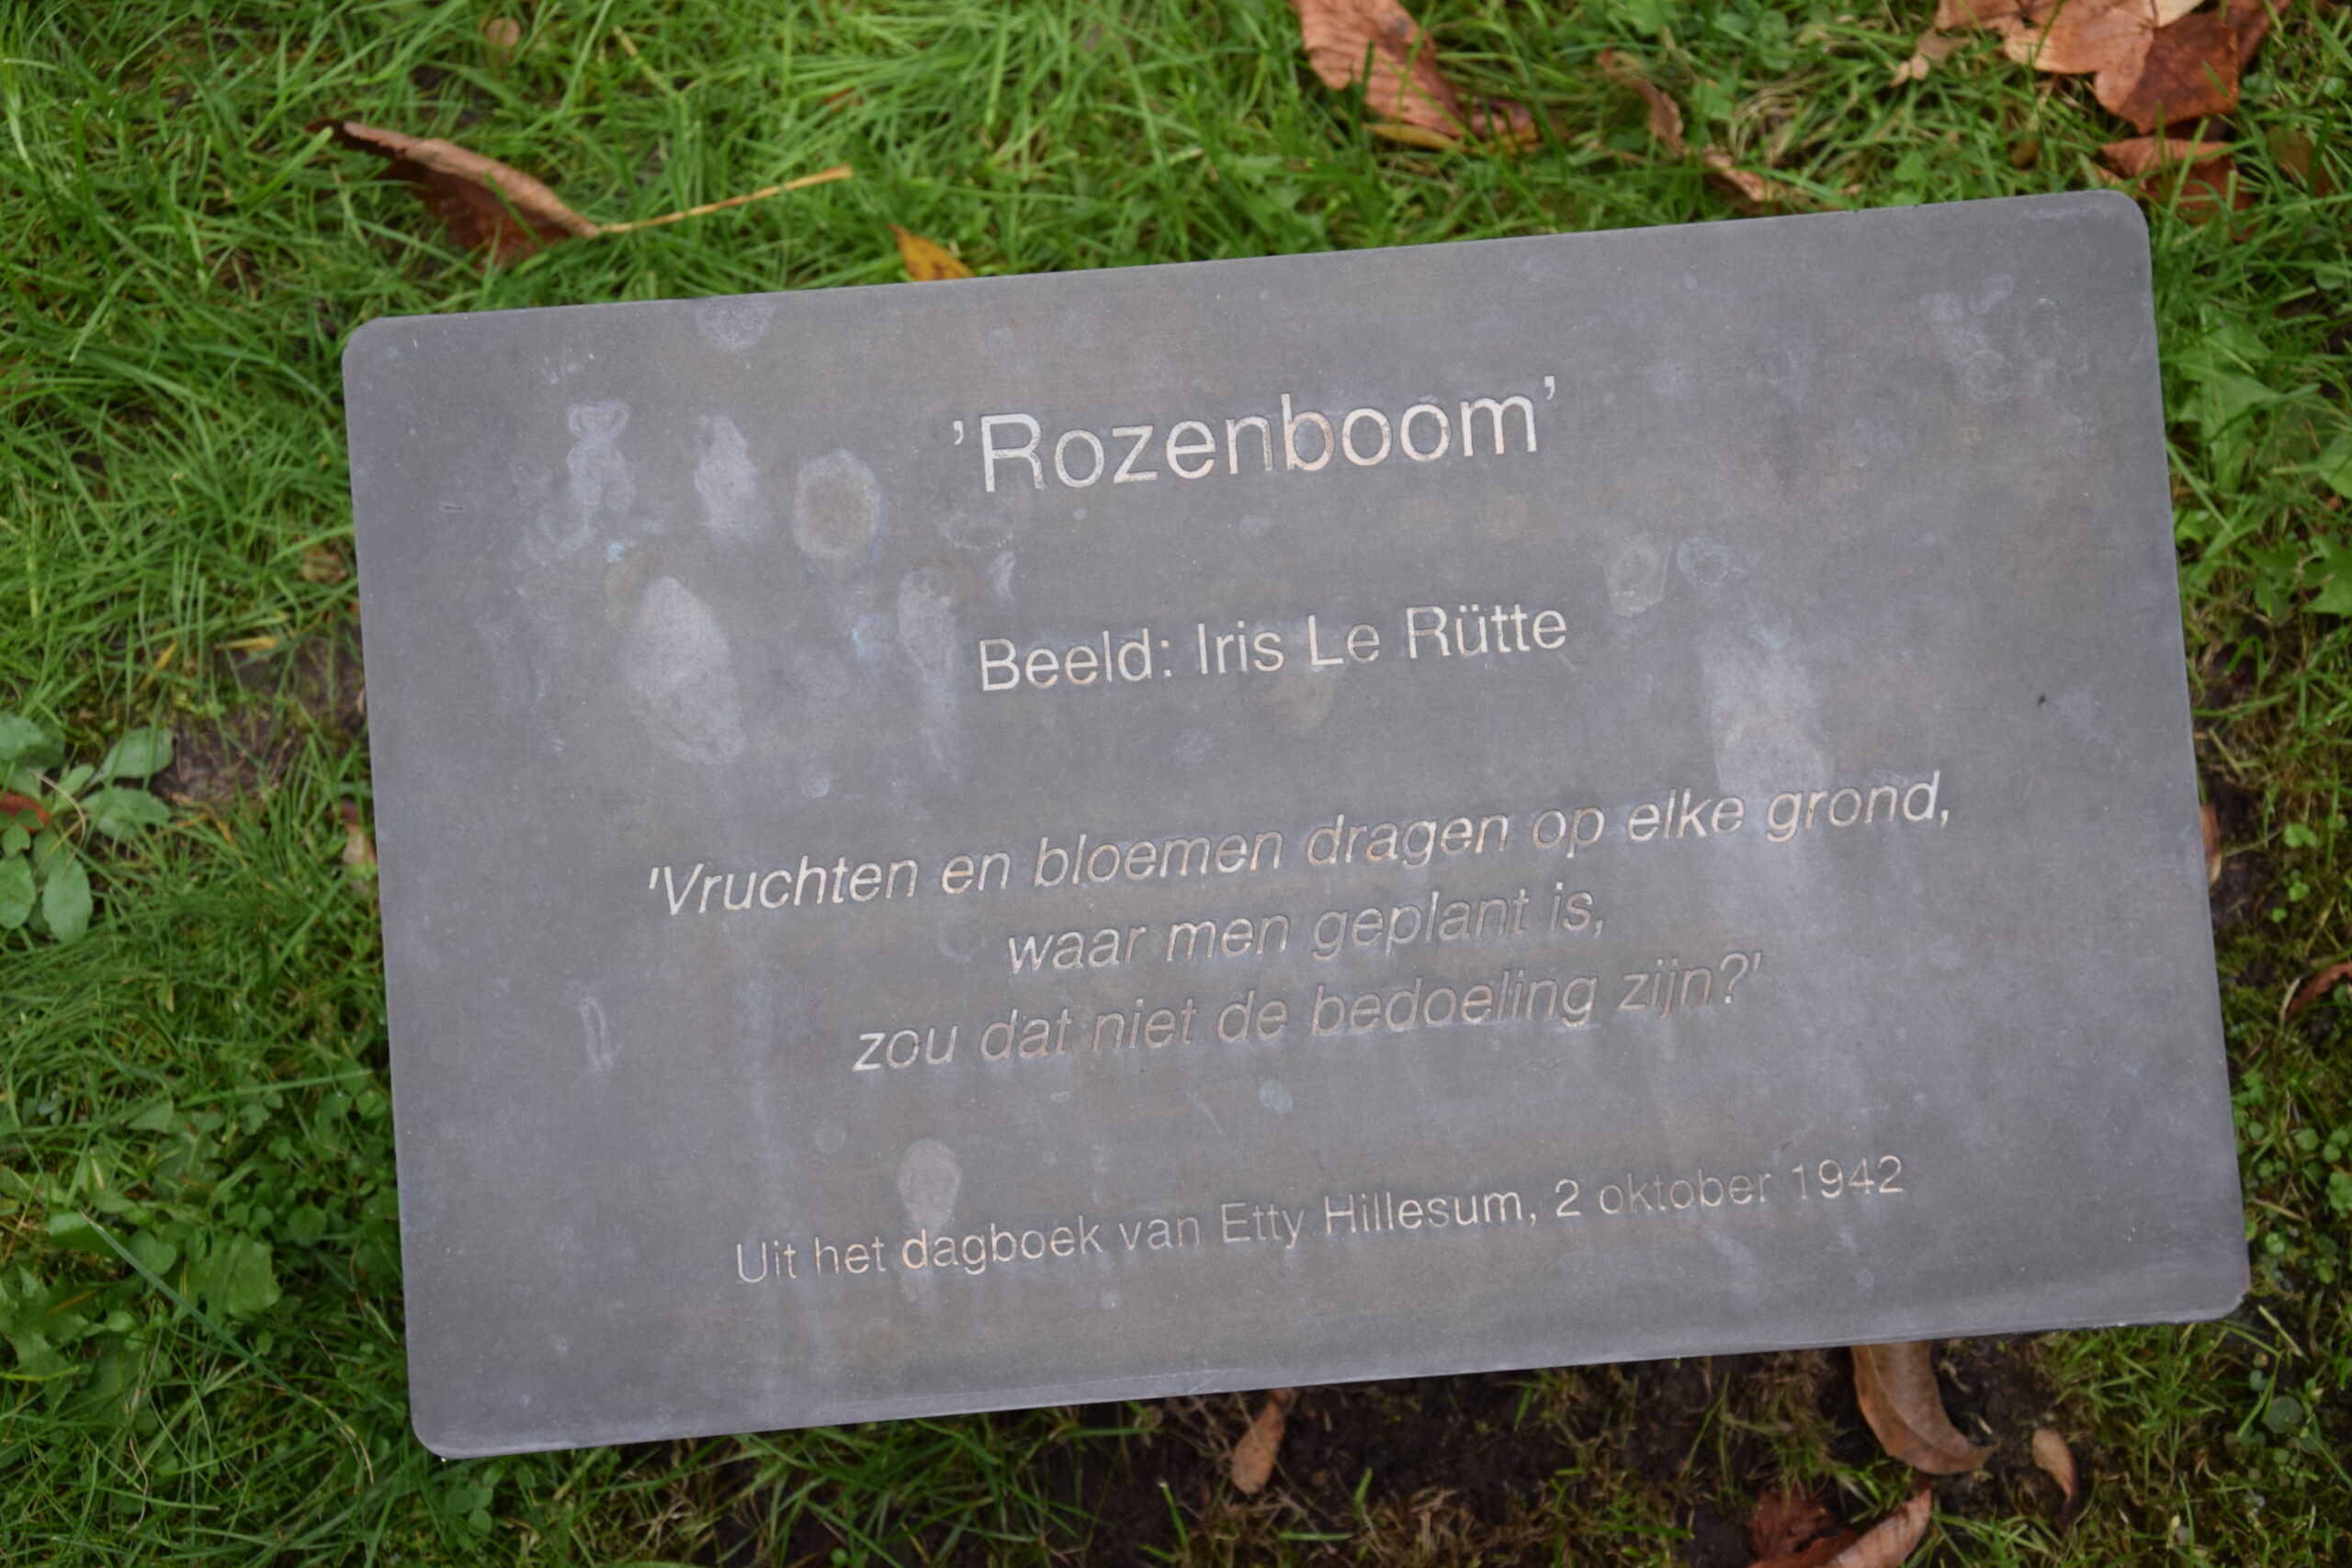 ’Rozenboom’
Beeld: Iris Le Rütte
'Vruchten en bloemen dragen op elke grond,
waar men geplant is,
zou dat niet de bedoeling zijn?'
Uit het dagboek van Etty Hillesum, 2 oktober 1942